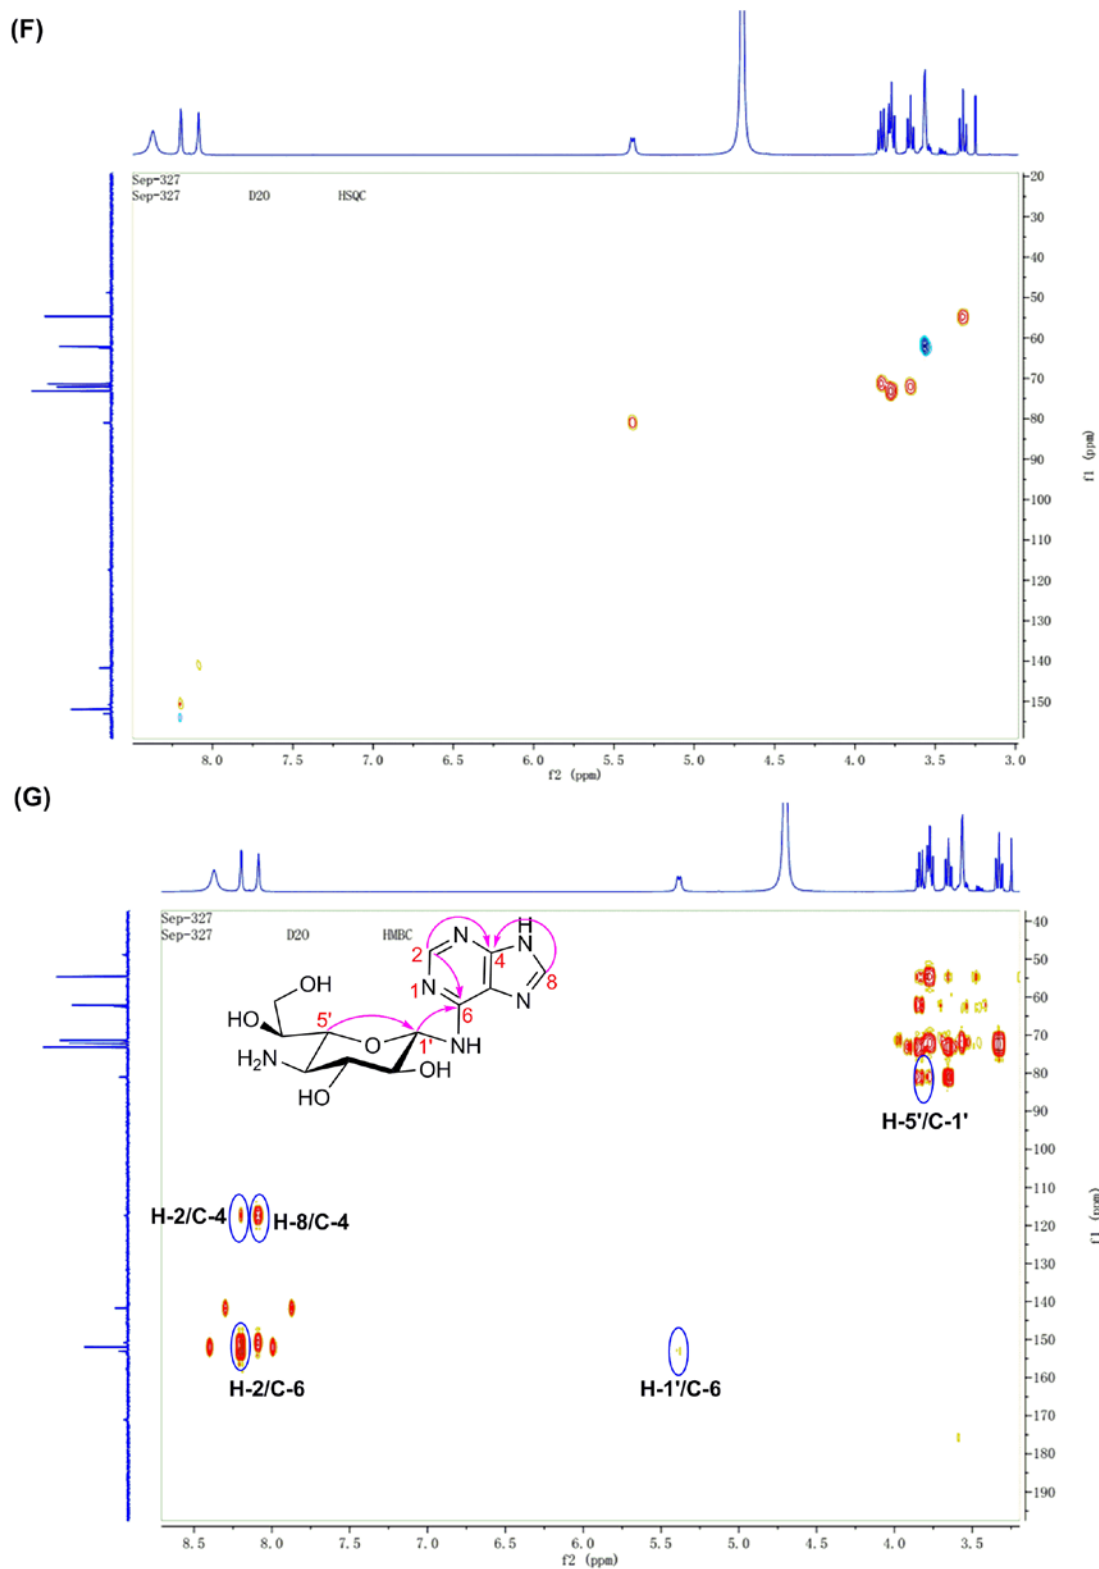 (F)
Sep-327
Sep-327 D2O HSQC
20
30
40
50
60
70
80
90
100
110
120
130
140
150
f1 (ppm)
8.0 7.5 7.0 6.5 6.0 5.5 5.0 4.5 4.0 3.5 3.0
f2 (ppm)
(G)
Sep-327
Sep-327 D2O HMBC
H
N N
2 4
OH 1 N 8
N
HO 5' 6
O
H2N 1' NH
OH
HO
H-5'/C-1'
H-2/C-4 H-8/C-4
H-2/C-6 H-1'/C-6
40
50
60
70
80
90
100
110
120
130
140
150
160
170
180
190
f1 (ppm)
8.5 8.0 7.5 7.0 6.5 6.0 5.5 5.0 4.5 4.0 3.5
f2 (ppm)